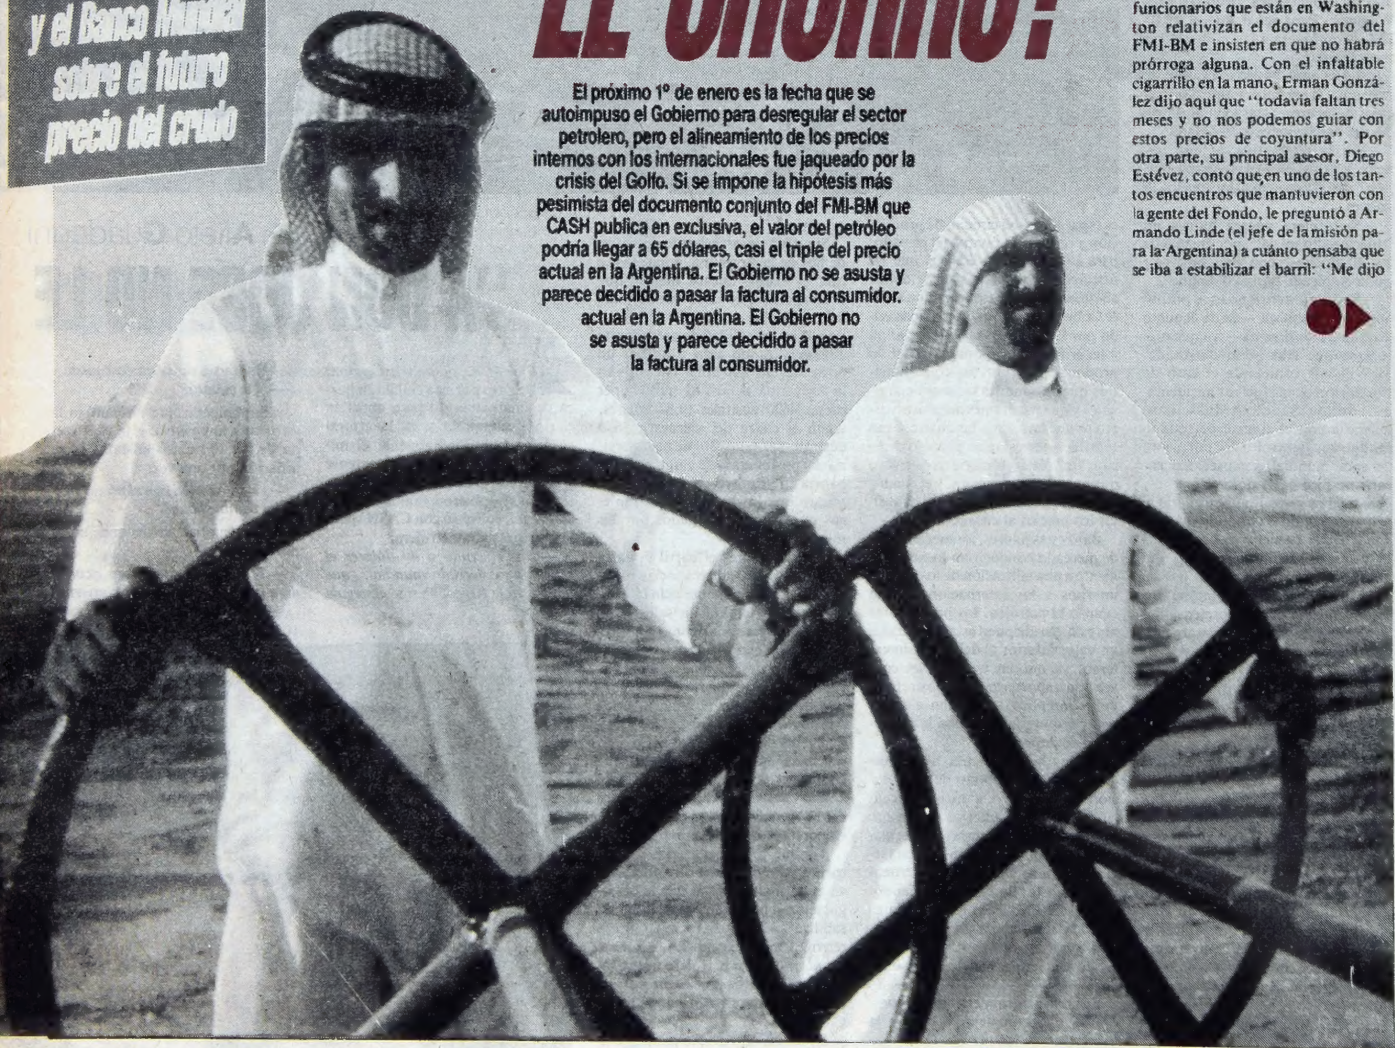 y el Banco Mundial
sobre el futuro
precio del crudo
EL CHORRO?
El próximo 1º de enero es la fecha que se
autoimpuso el Gobierno para desregular el sector
petrolero, pero el alineamiento de los precios
internos con los internacionales fue jaqueado por la
crisis del Golfo. Si se impone la hipótesis más
pesimista del documento conjunto del FMI-BM que
CASH publica en exclusiva, el valor del petróleo
podría llegar a 65 dólares, casi el triple del precio
actual en la Argentina. El Gobierno no se asusta y
parece decidido a pasar la factura al consumidor.
actual en la Argentina. El Gobierno no
se asusta y parece decidido a pasar
la factura al consumidor.
funcionarios que están en Washing-
ton relativizan el documento del
FMI-BM e insisten en que no habrá
prórroga alguna. Con el infaltable
cigarrillo en la mano, Erman Gonzá-
lez dijo aquí que “todavía faltan tres
meses y no nos podemos guiar con
estos precios de coyuntura”. Por
otra parte, su principal asesor, Diego
Estévez, contó que en uno de los tan-
tos encuentros que mantuvieron con
la gente del Fondo, le preguntó a Ar-
mando Linde (el jefe de la misión pa-
ra la Argentina) a cuánto pensaba que
se iba a estabilizar el barril: “Me dijo